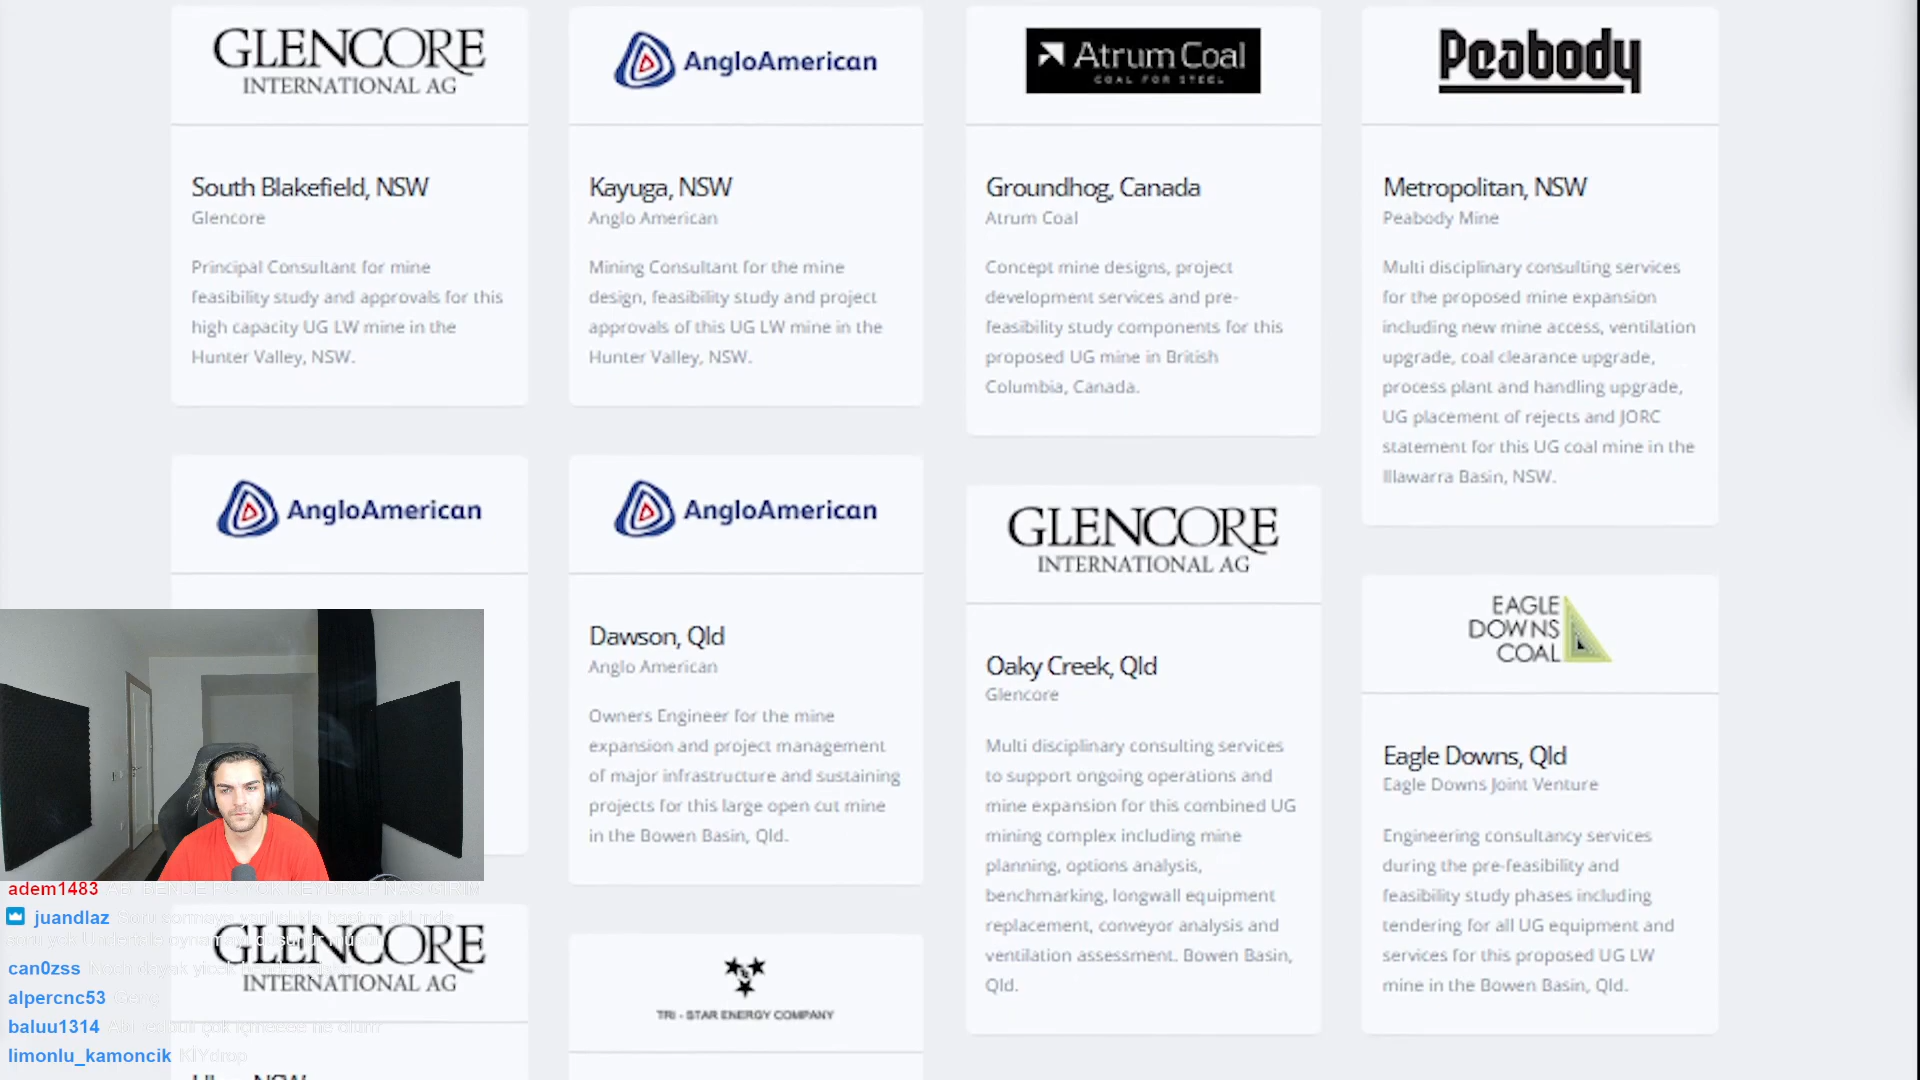 GLENCORE
INTERNATIONAL AG
South Blakefield, NSW
Glencore
Principal Consultant for mine
feasibility study and approvals for this
high capacity UG LW mine in the
Hunter Valley, NSW.
AngloAmerican
Kayuga, NSW
Anglo American
Mining Consultant for the mine
design, feasibility study and project
approvals of this UG LW mine in the
Hunter Valley, NSW.
Atrum Coal
COAL FOR STEEL
Groundhog, Canada
Atrum Coal
Concept mine designs, project
development services and pre-
feasibility study components for this
proposed UG mine in British
Columbia, Canada.
Peabody
Metropolitan, NSW
Peabody Mine
Multi disciplinary consulting services
for the proposed mine expansion
including new mine access, ventilation
upgrade, coal clearance upgrade,
process plant and handling upgrade,
UG placement of rejects and JORC
statement for this UG coal mine in the
Illawarra Basin, NSW.
AngloAmerican
AngloAmerican
Dawson, Qld
Anglo American
Owners Engineer for the mine
expansion and project management
of major infrastructure and sustaining
projects for this large open cut mine
in the Bowen Basin, Qld.
GLENCORE
INTERNATIONAL AG
Oaky Creek, Qld
Glencore
Multi disciplinary consulting services
to support ongoing operations and
mine expansion for this combined UG
mining complex including mine
planning, options analysis,
benchmarking, longwall equipment
replacement, conveyor analysis and
ventilation assessment. Bowen Basin,
Qld.
EAGLE
DOWNS
COAL
Eagle Downs, Qld
Eagle Downs Joint Venture
Engineering consultancy services
during the pre-feasibility and
feasibility study phases including
tendering for all UG equipment and
services for this proposed UG LW
mine in the Bowen Basin, Qld.
GLENCORE
INTERNATIONAL AG
TRI - STAR ENERGY COMPANY
adem1483
juandlaz
can0zss
alpercnc53 Geng
baluu1314
limonlu_kamoncik KIYdrop